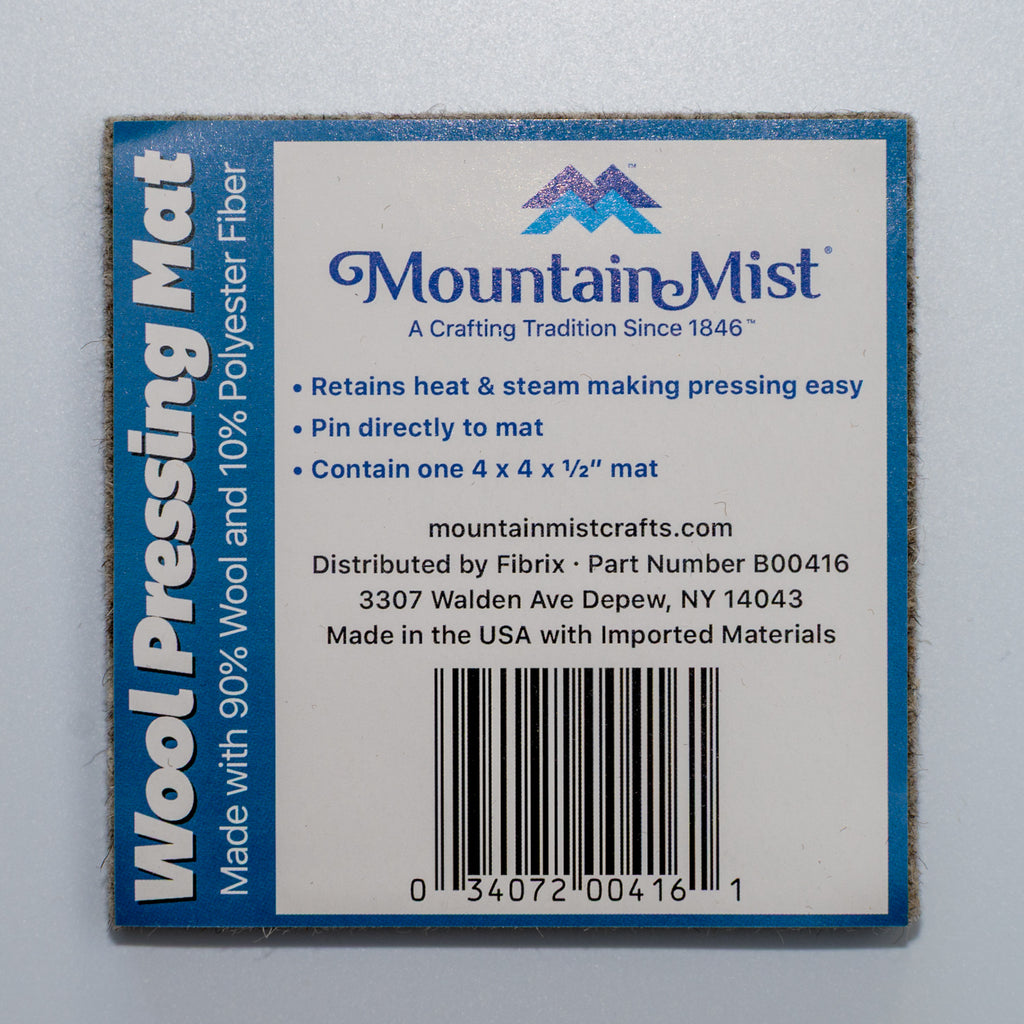 Wool Pressing Mat
Made with 90% Wool and 10% Polyester Fiber
™
Mountain Mist®
A Crafting Tradition Since 1846™
• Retains heat & steam making pressing easy
• Pin directly to mat
• Contain one 4 x 4 x ½" mat
mountainmistcrafts.com
Distributed by Fibrix · Part Number B00416
3307 Walden Ave Depew, NY 14043
Made in the USA with Imported Materials
0 34072 00416 1